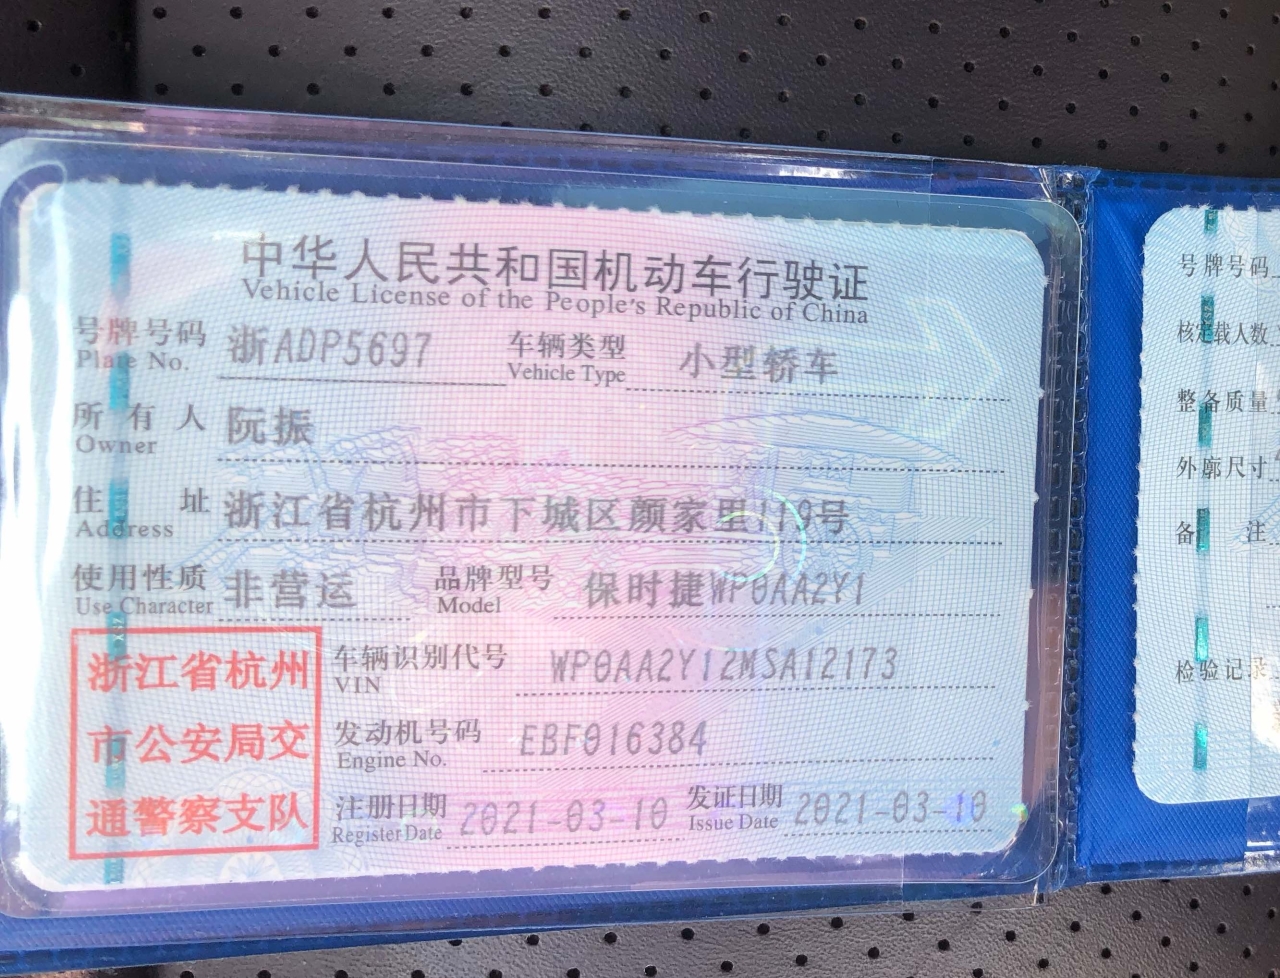 中华人民共和国机动车行驶证
Vehicle License of the People's Republic of China
号牌号码 浙ADP5697 车辆类型 小型轿车
Plate No. Vehicle Type
所有人 阮振
Owner
住址 浙江省杭州市下城区颜家里119号
Address
使用性质 非营运 品牌型号 保时捷WP0AA2Y1
Use Character Model
浙江省杭州
市公安局交
通警察支队
车辆识别代号 WP0AA2Y12MSA12173
VIN
发动机号码 EBF016384
Engine No.
注册日期 2021-03-10 发证日期 2021-03-10
Register Date Issue Date
号牌号码
核定载人数
整备质量
外廓尺寸
备注
检验记录